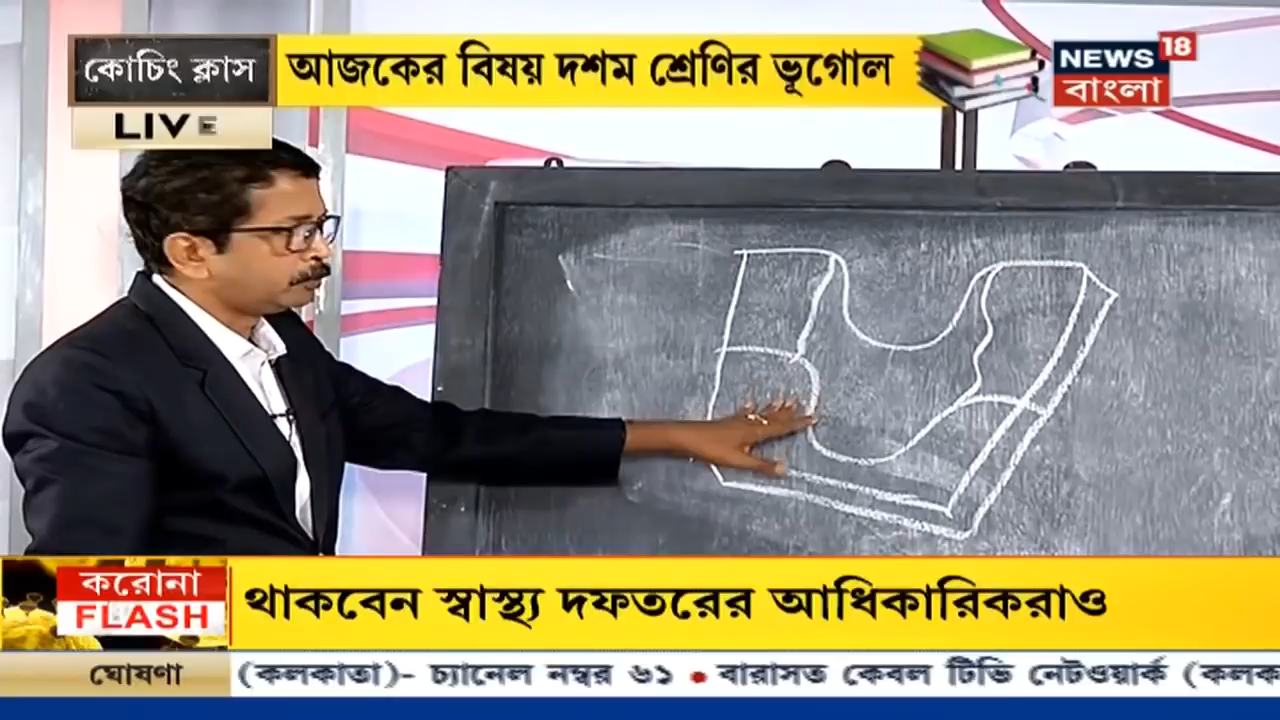 কোচিং ক্লাস
আজকের বিষয় দশম শ্রেণির ভূগোল
NEWS 18
বাংলা
LIVE
করোনা
FLASH
থাকবেন স্বাস্থ্য দফতরের আধিকারিকরাও
ঘোষণা
(কলকাতা)- চ্যানেল নম্বর ৬১ • বারাসত কেবল টিভি নেটওয়ার্ক (কলক